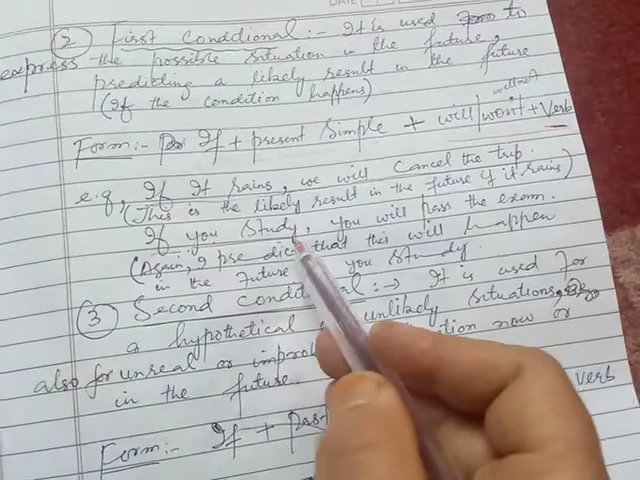 DATE
② First Conditional :- It is used to
express the possible situation in the future,
predicting a likely result in the future
(If the condition happens)
will not
Form:- If + present Simple + will/won't + Verb
e.g, If It rains, we will cancel the trip.
(This is the likely result in the future if it rains)
If you Study, you will pass the exam.
(Again, I predict that this will happen
in the future you study.
③ Second conditional :→ It is used for
a hypothetical unlikely situations,
also for unreal or now or
in the future.
Form:- If + Past verb